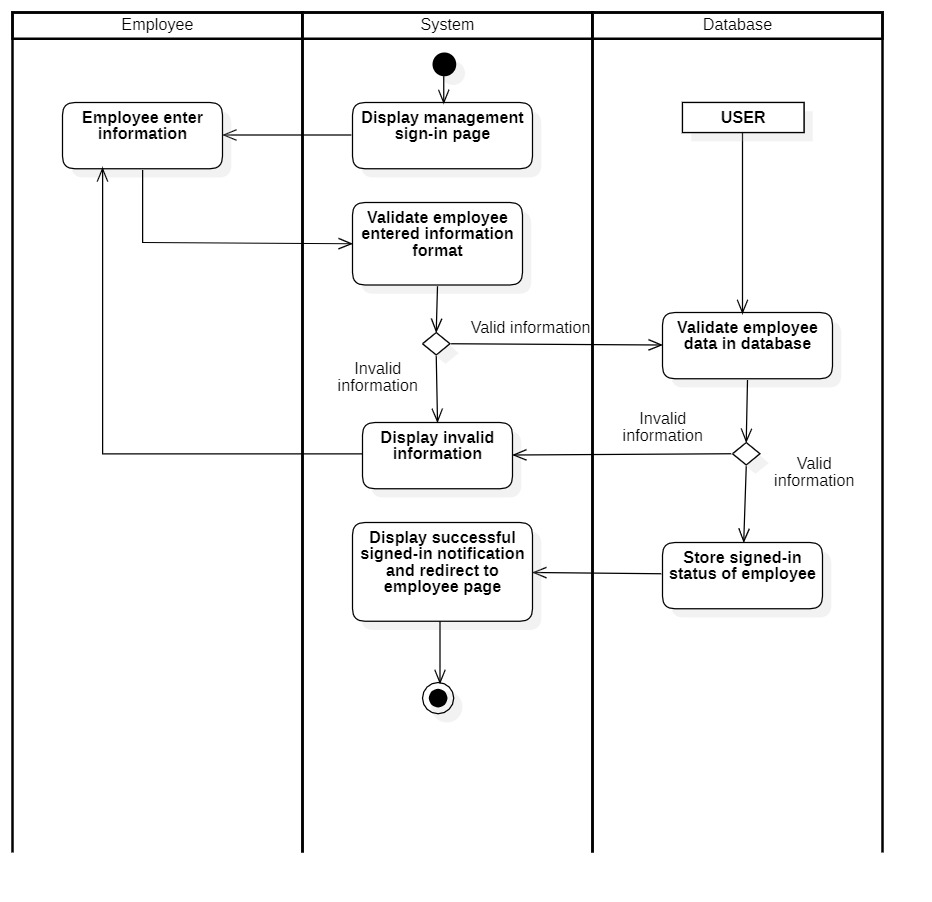 Employee
System
Database
Employee enter
information
Display management
sign-in page
USER
Validate employee
entered information
format
Valid information
Validate employee
data in database
Invalid
information
Invalid
information
Display invalid
information
Valid
information
Display successful
signed-in notification
and redirect to
employee page
Store signed-in
status of employee